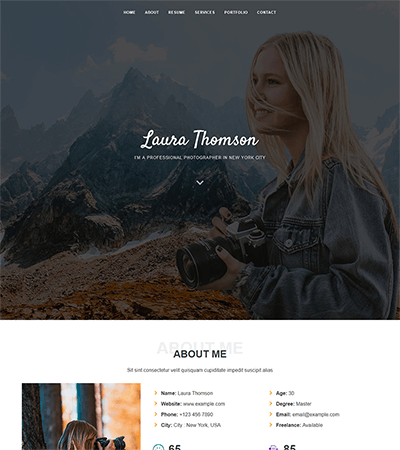 HOME ABOUT RESUME SERVICES PORTFOLIO CONTACT
Laura Thomson
I'M A PROFESSIONAL PHOTOGRAPHER IN NEW YORK CITY
ABOUT ME
ABOUT ME
Sit sint consectetur velit quisquam cupiditate impedit suscipit alias
Name: Laura Thomson
Website: www.example.com
Phone: +123 456 7890
City: City : New York, USA
Age: 30
Degree: Master
Email: email@example.com
Freelance: Available
65
85